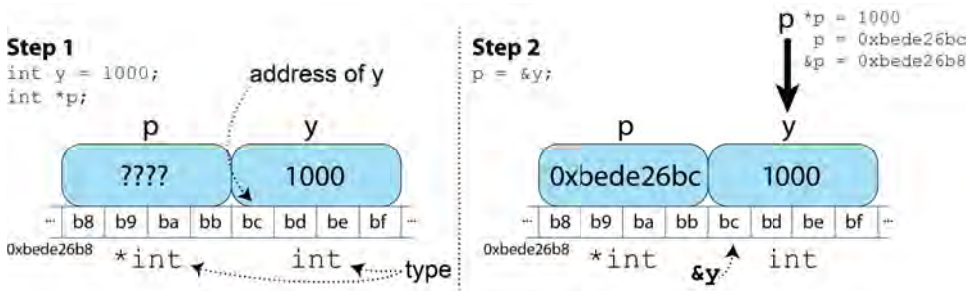 Step 1
int y = 1000;
int *p;
address of y
p y
???? 1000
... b8 b9 ba bb bc bd be bf ...
0xbede26b8
*int int
type
Step 2
p = &y;
p *p = 1000
p = 0xbede26bc
&p = 0xbede26b8
p y
0xbede26bc 1000
... b8 b9 ba bb bc bd be bf ...
0xbede26b8
*int &y int